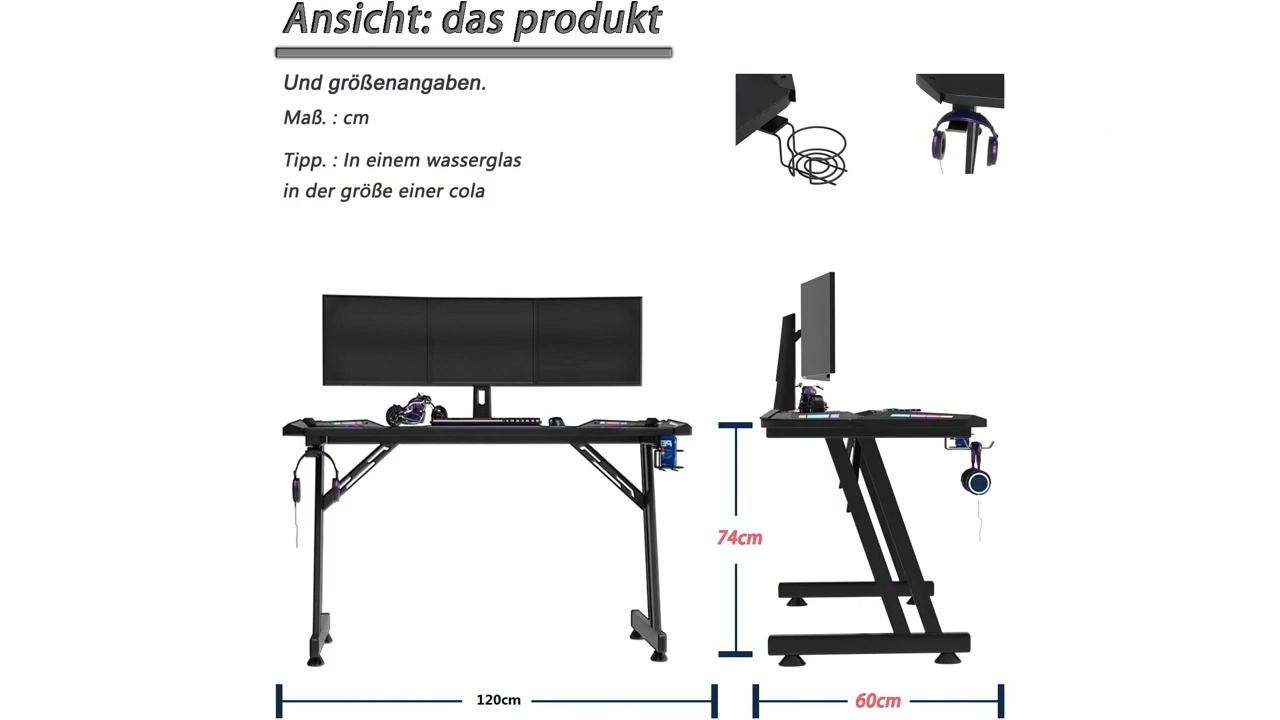 Ansicht: das produkt
Und größenangaben.
Maß. : cm
Tipp. : In einem wasserglas
in der größe einer cola
74cm
120cm
60cm